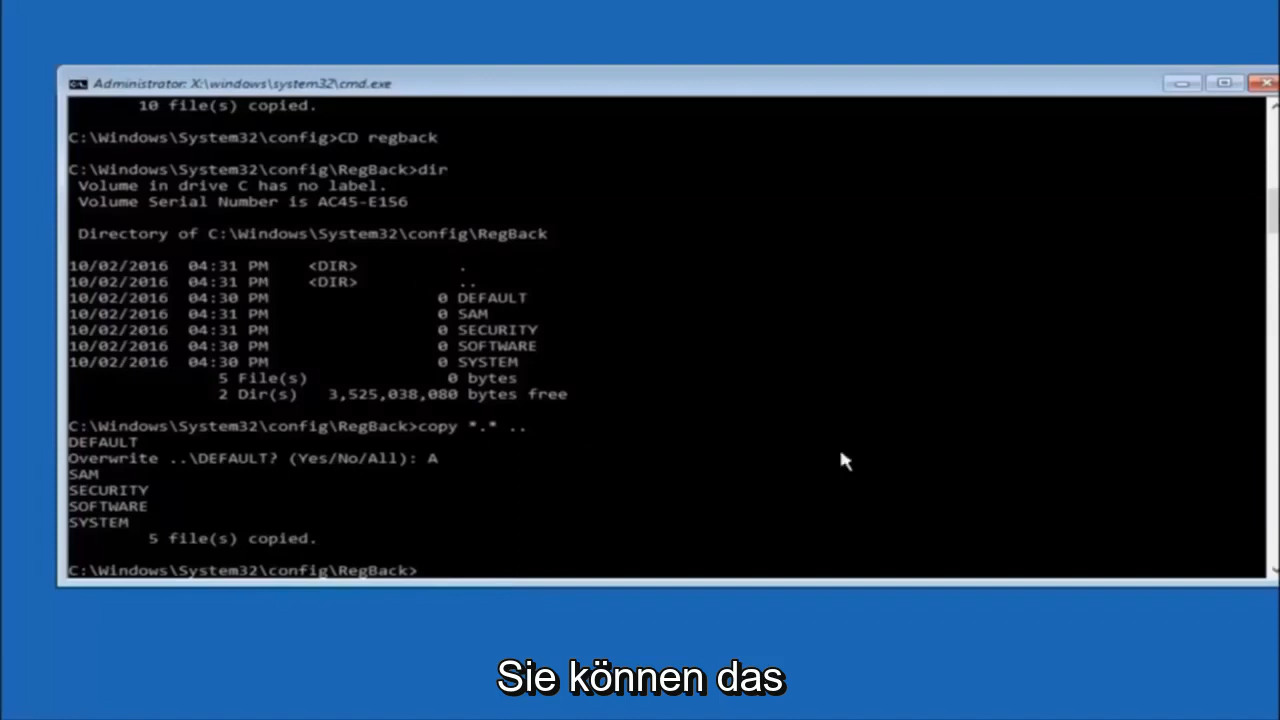 Administrator: X:\windows\system32\cmd.exe
10 file(s) copied.
C:\Windows\System32\config>CD regback
C:\Windows\System32\config\RegBack>dir
Volume in drive C has no label.
Volume Serial Number is AC45-E156
Directory of C:\Windows\System32\config\RegBack
10/02/2016 04:31 PM <DIR> .
10/02/2016 04:31 PM <DIR> ..
10/02/2016 04:30 PM 0 DEFAULT
10/02/2016 04:31 PM 0 SAM
10/02/2016 04:31 PM 0 SECURITY
10/02/2016 04:30 PM 0 SOFTWARE
10/02/2016 04:30 PM 0 SYSTEM
5 File(s) 0 bytes
2 Dir(s) 3,525,038,080 bytes free
C:\Windows\System32\config\RegBack>copy *.* ..
DEFAULT
Overwrite ..\DEFAULT? (Yes/No/All): A
SAM
SECURITY
SOFTWARE
SYSTEM
5 file(s) copied.
C:\Windows\System32\config\RegBack>
Sie können das